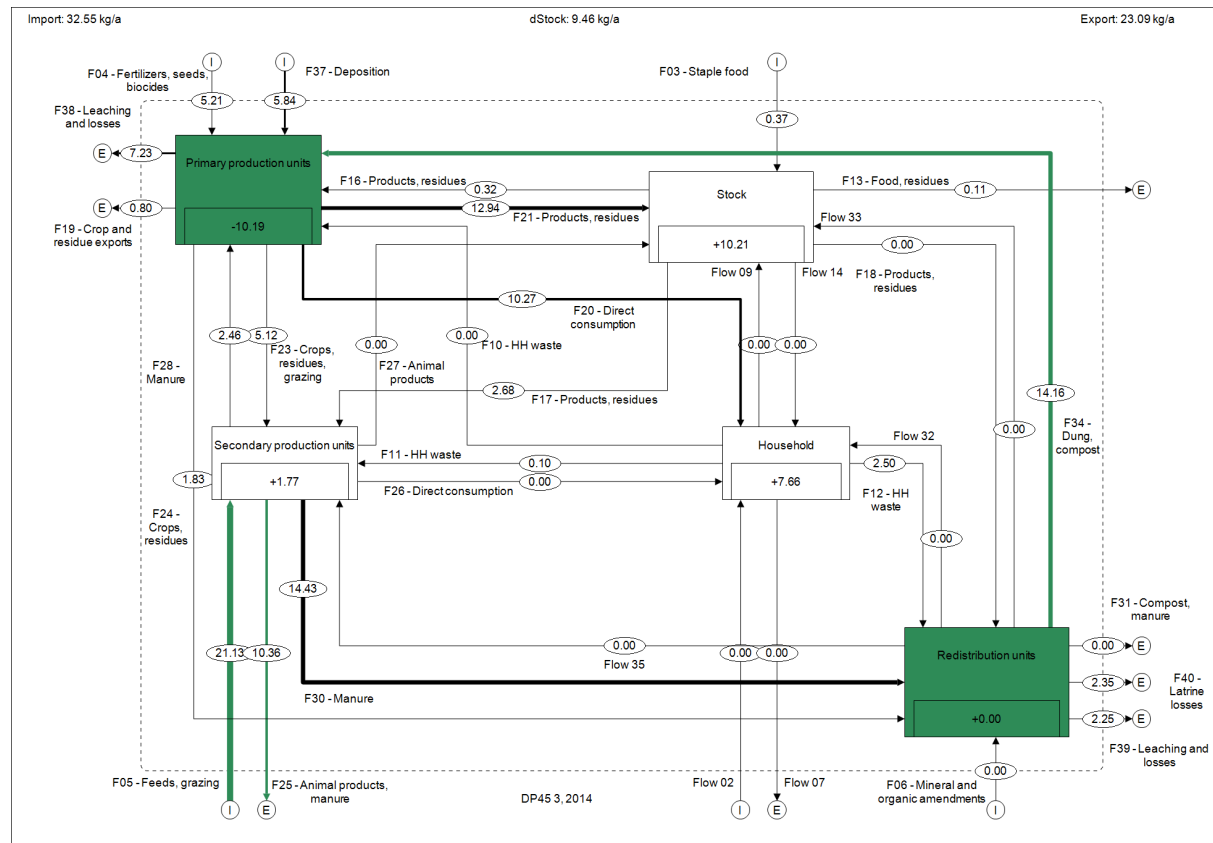 Import: 32.55 kg/a
dStock: 9.46 kg/a
Export: 23.09 kg/a
F04 - Fertilizers, seeds,
biocides
I
I
F37 - Deposition
F03 - Staple food
I
5.21
5.84
0.37
F38 - Leaching
and losses
E
7.23
Primary production units
-10.19
E
0.80
F19 - Crop and
residue exports
F16 - Products, residues
0.32
12.94
F21 - Products, residues
Stock
+10.21
F13 - Food, residues
0.11
E
Flow 33
0.00
F18 - Products,
residues
Flow 09
Flow 14
10.27
F20 - Direct
consumption
2.46
5.12
F23 - Crops,
residues,
grazing
0.00
F27 - Animal
products
0.00
F10 - HH waste
0.00
0.00
F28 -
Manure
2.68
F17 - Products, residues
14.16
F34 -
Dung,
compost
0.00
Secondary production units
+1.77
F11 - HH waste
0.10
0.00
F26 - Direct consumption
Household
+7.66
Flow 32
2.50
F12 - HH
waste
0.00
1.83
F24 -
Crops,
residues
14.43
21.13
10.36
0.00
Flow 35
0.00
0.00
F30 - Manure
Redistribution units
+0.00
F31 - Compost,
manure
0.00
E
2.35
E
F40 -
Latrine
losses
2.25
E
F39 - Leaching and
losses
F05 - Feeds, grazing
I
E
F25 - Animal products,
manure
DP45 3, 2014
Flow 02
I
E
Flow 07
0.00
F06 - Mineral and
organic amendments
I